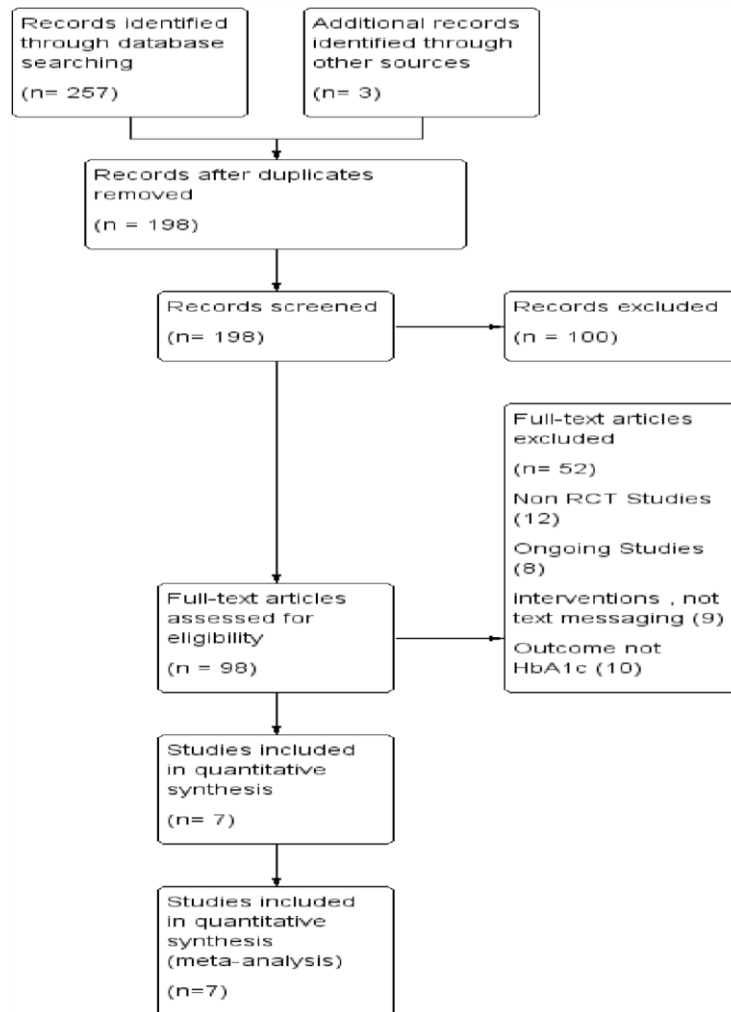 Records identified
through database
searching
(n= 257)
Additional records
identified through
other sources
(n= 3)
Records after duplicates
removed
(n = 198)
Records screened
(n= 198)
Records excluded
(n = 100)
Full-text articles
excluded
(n= 52)
Non RCT Studies
(12)
Ongoing Studies
(8)
interventions , not
text messaging (9)
Outcome not
HbA1c (10)
Full-text articles
assessed for
eligibility
(n = 98)
Studies included
in quantitative
synthesis
(n= 7)
Studies included
in quantitative
synthesis
(meta-analysis)
(n=7)